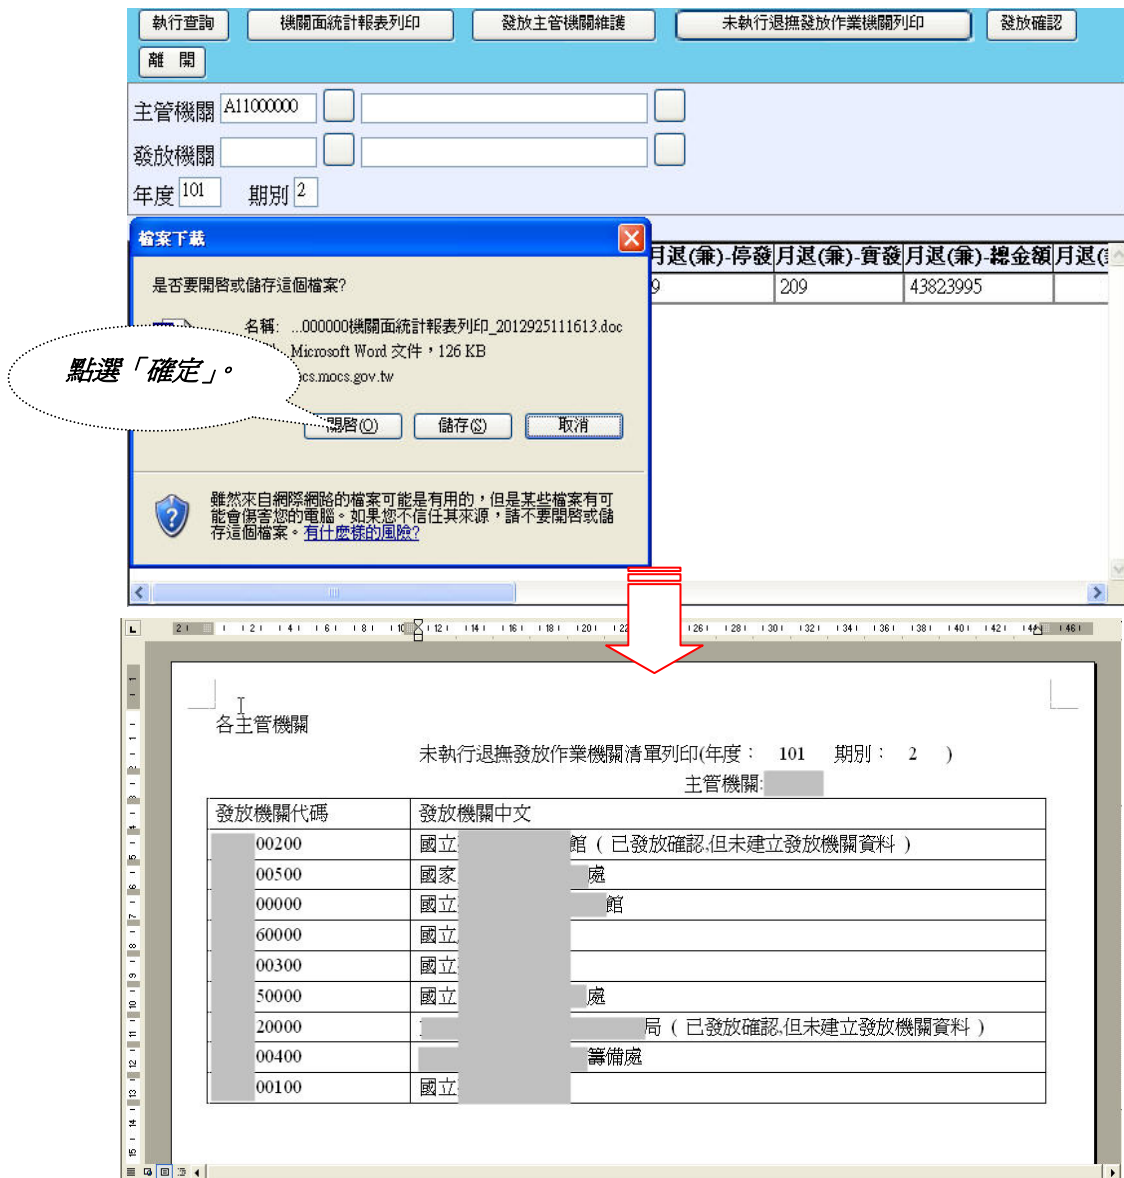 執行查詢 機關面統計報表列印 發放主管機關維護 未執行退撫發放作業機關列印 發放確認
離 開
主管機關 A11000000
發放機關
年度 101 期別 2
檔案下載
月退(兼)-停發 月退(兼)-實發 月退(兼)-總金額 月退(
9 209 43823995
是否要開啓或儲存這個檔案?
名稱: ...000000機關面統計報表列印_2012925111613.doc
Microsoft Word 文件,126 KB
cs.mocs.gov.tw
點選「確定」。
開啓(O) 儲存(S) 取消
雖然來自網際網路的檔案可能是有用的,但是某些檔案有可
能會傷害您的電腦。如果您不信任其來源,請不要開啓或儲
存這個檔案。有什麼樣的風險?
各主管機關
未執行退撫發放作業機關清單列印(年度: 101 期別: 2 )
主管機關:
發放機關代碼 發放機關中文
00200 國立 館 ( 已發放確認,但未建立發放機關資料 )
00500 國家 處
00000 國立 館
60000 國立
00300 國立
50000 國立 處
20000 局 ( 已發放確認,但未建立發放機關資料 )
00400 籌備處
00100 國立